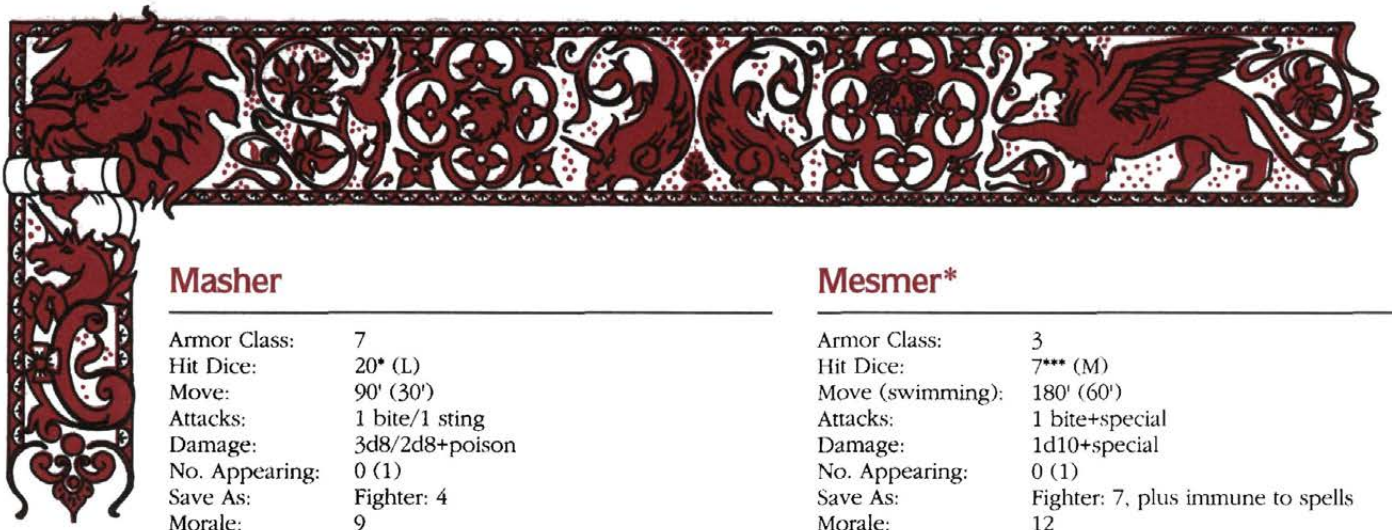 Masher
Armor Class: 7
Hit Dice: 20* (L)
Move: 90' (30')
Attacks: 1 bite/1 sting
Damage: 3d8/2d8+poison
No. Appearing: 0 (1)
Save As: Fighter: 4
Morale: 9
Mesmer*
Armor Class: 3
Hit Dice: 7*** (M)
Move (swimming): 180' (60')
Attacks: 1 bite+special
Damage: 1d10+special
No. Appearing: 0 (1)
Save As: Fighter: 7, plus immune to spells
Morale: 12